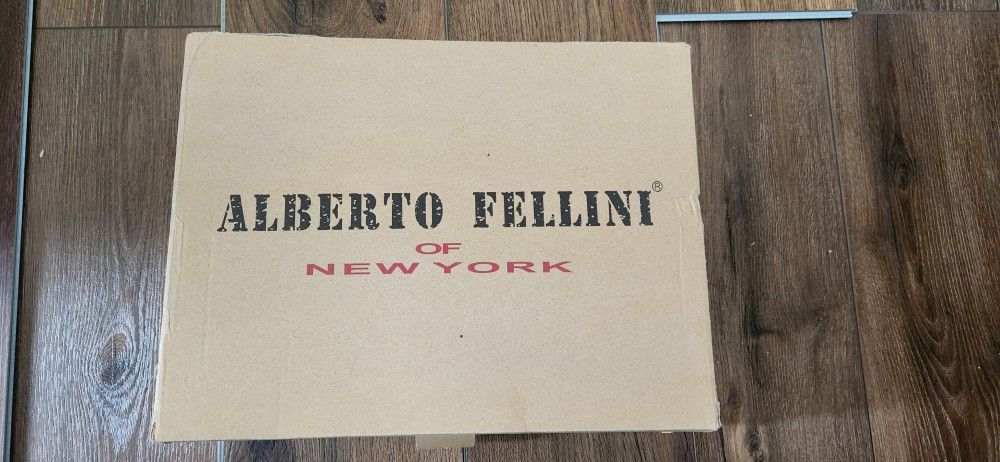 ALBERTO FELLINI®
OF
NEW YORK